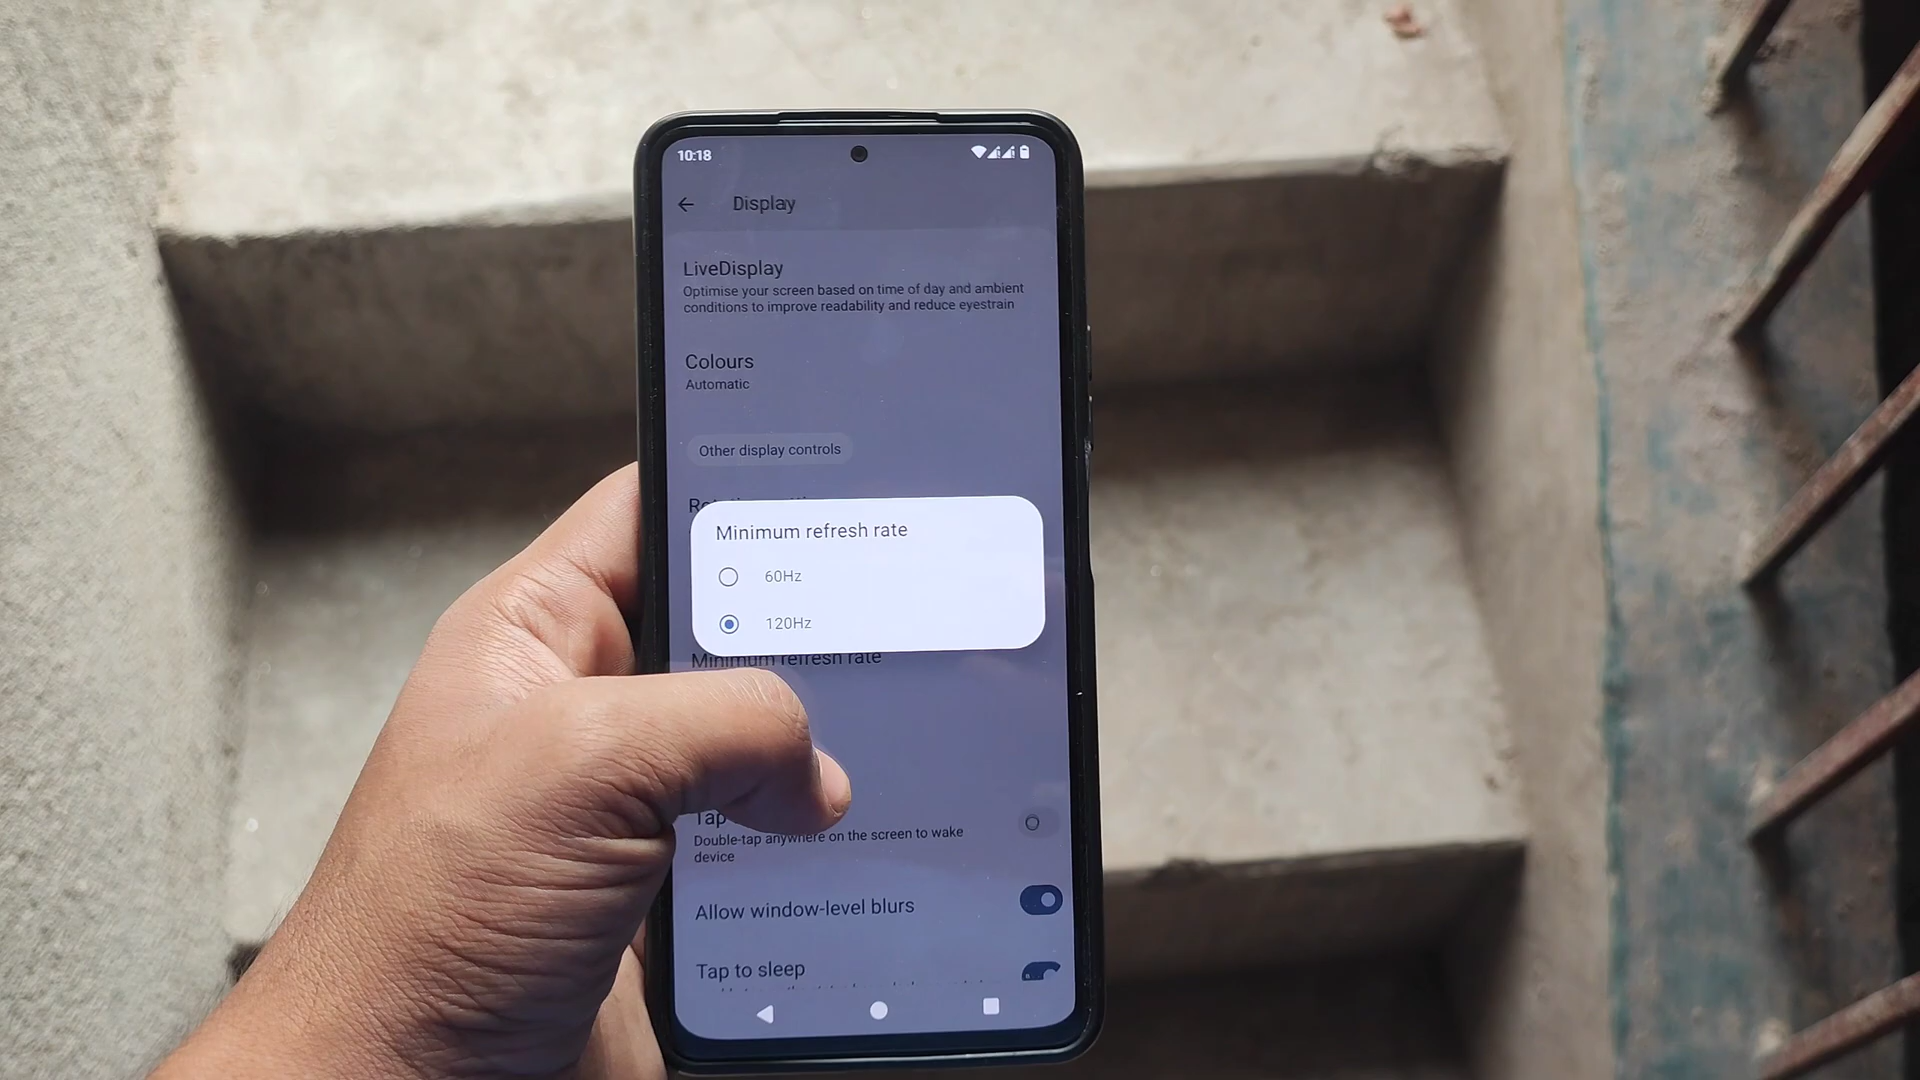 10:18
Display
LiveDisplay
Optimise your screen based on time of day and ambient
conditions to improve readability and reduce eyestrain
Colours
Automatic
Other display controls
Minimum refresh rate
60Hz
120Hz
Minimum refresh rate
Tap
Double-tap anywhere on the screen to wake
device
Allow window-level blurs
Tap to sleep